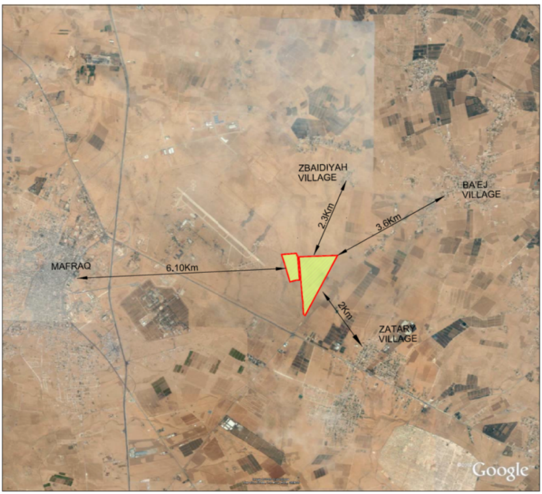 ZBAIDIYAH
VILLAGE
2.3Km
BA'EJ
VILLAGE
3.6Km
MAFRAQ
6,10Km
2Km
ZATARY
VILLAGE
Google